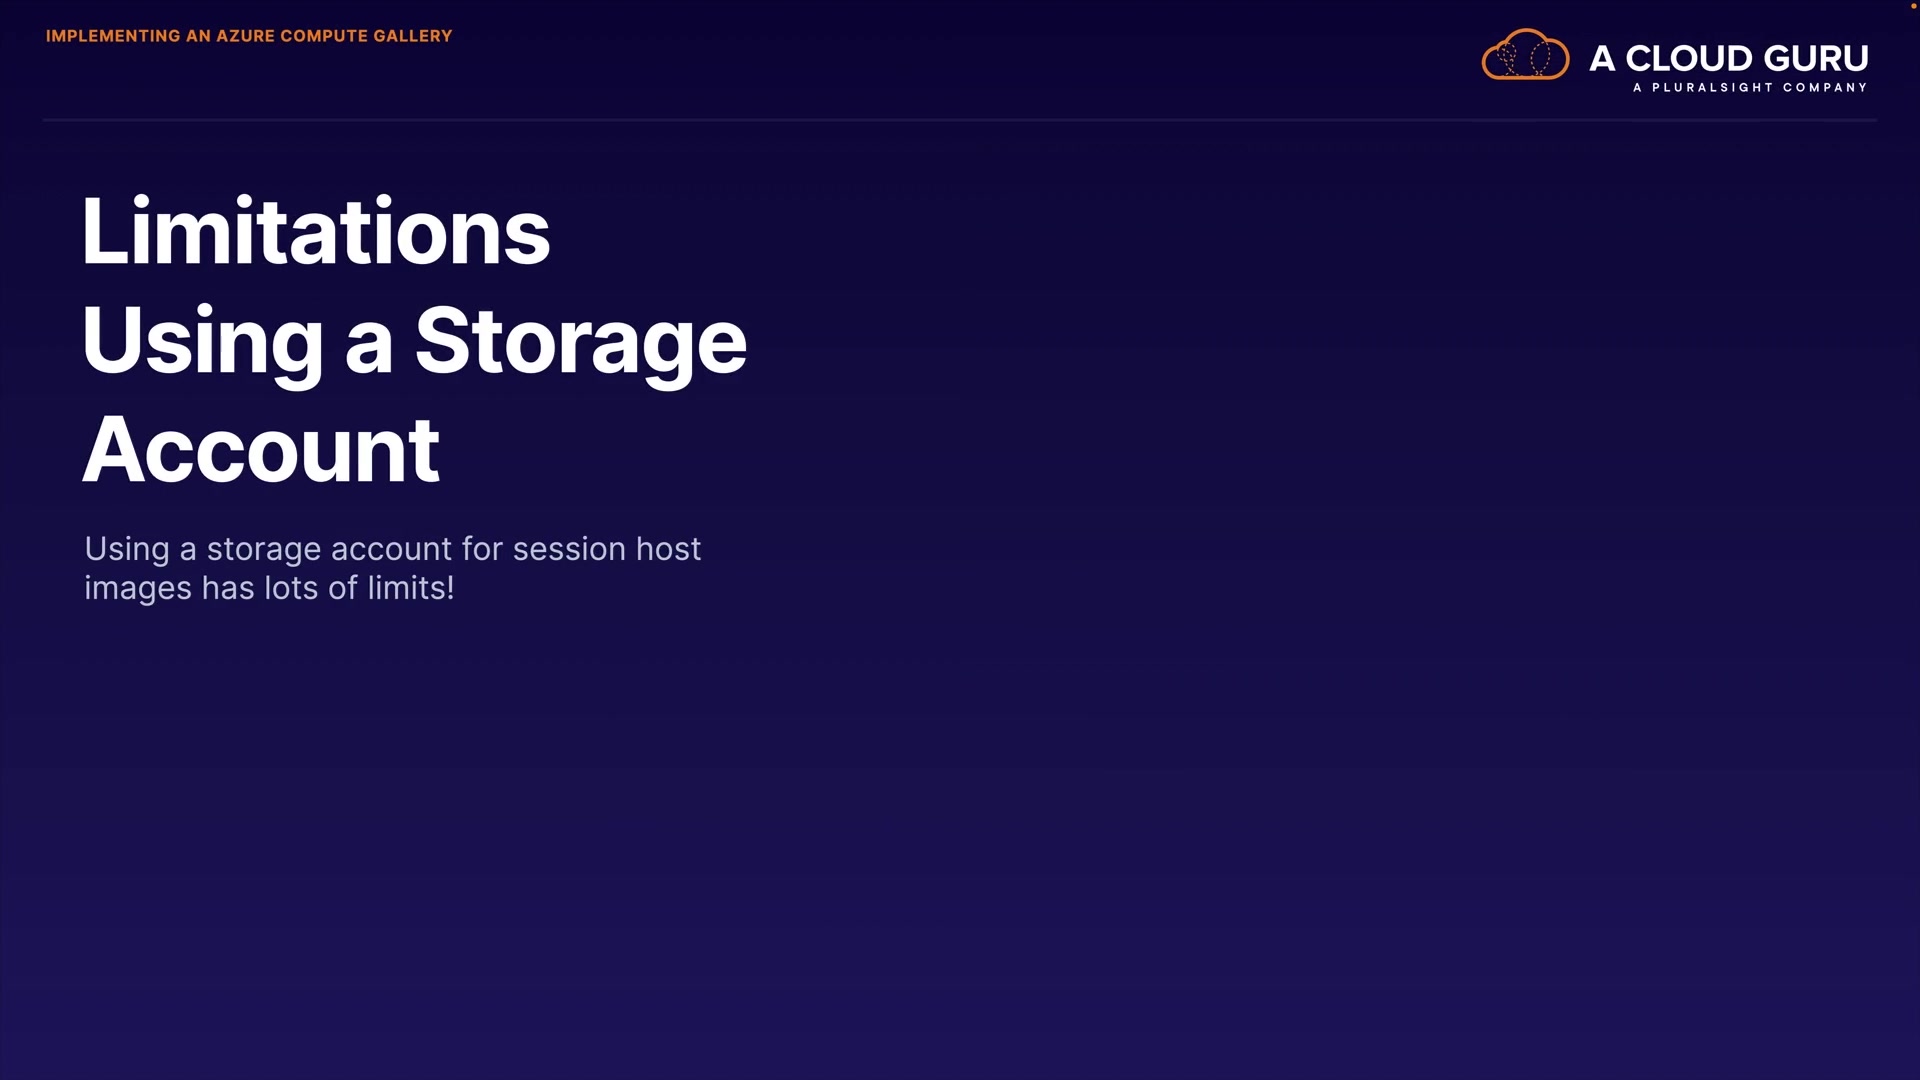 IMPLEMENTING AN AZURE COMPUTE GALLERY
A CLOUD GURU
A PLURALSIGHT COMPANY
Limitations
Using a Storage
Account
Using a storage account for session host
images has lots of limits!